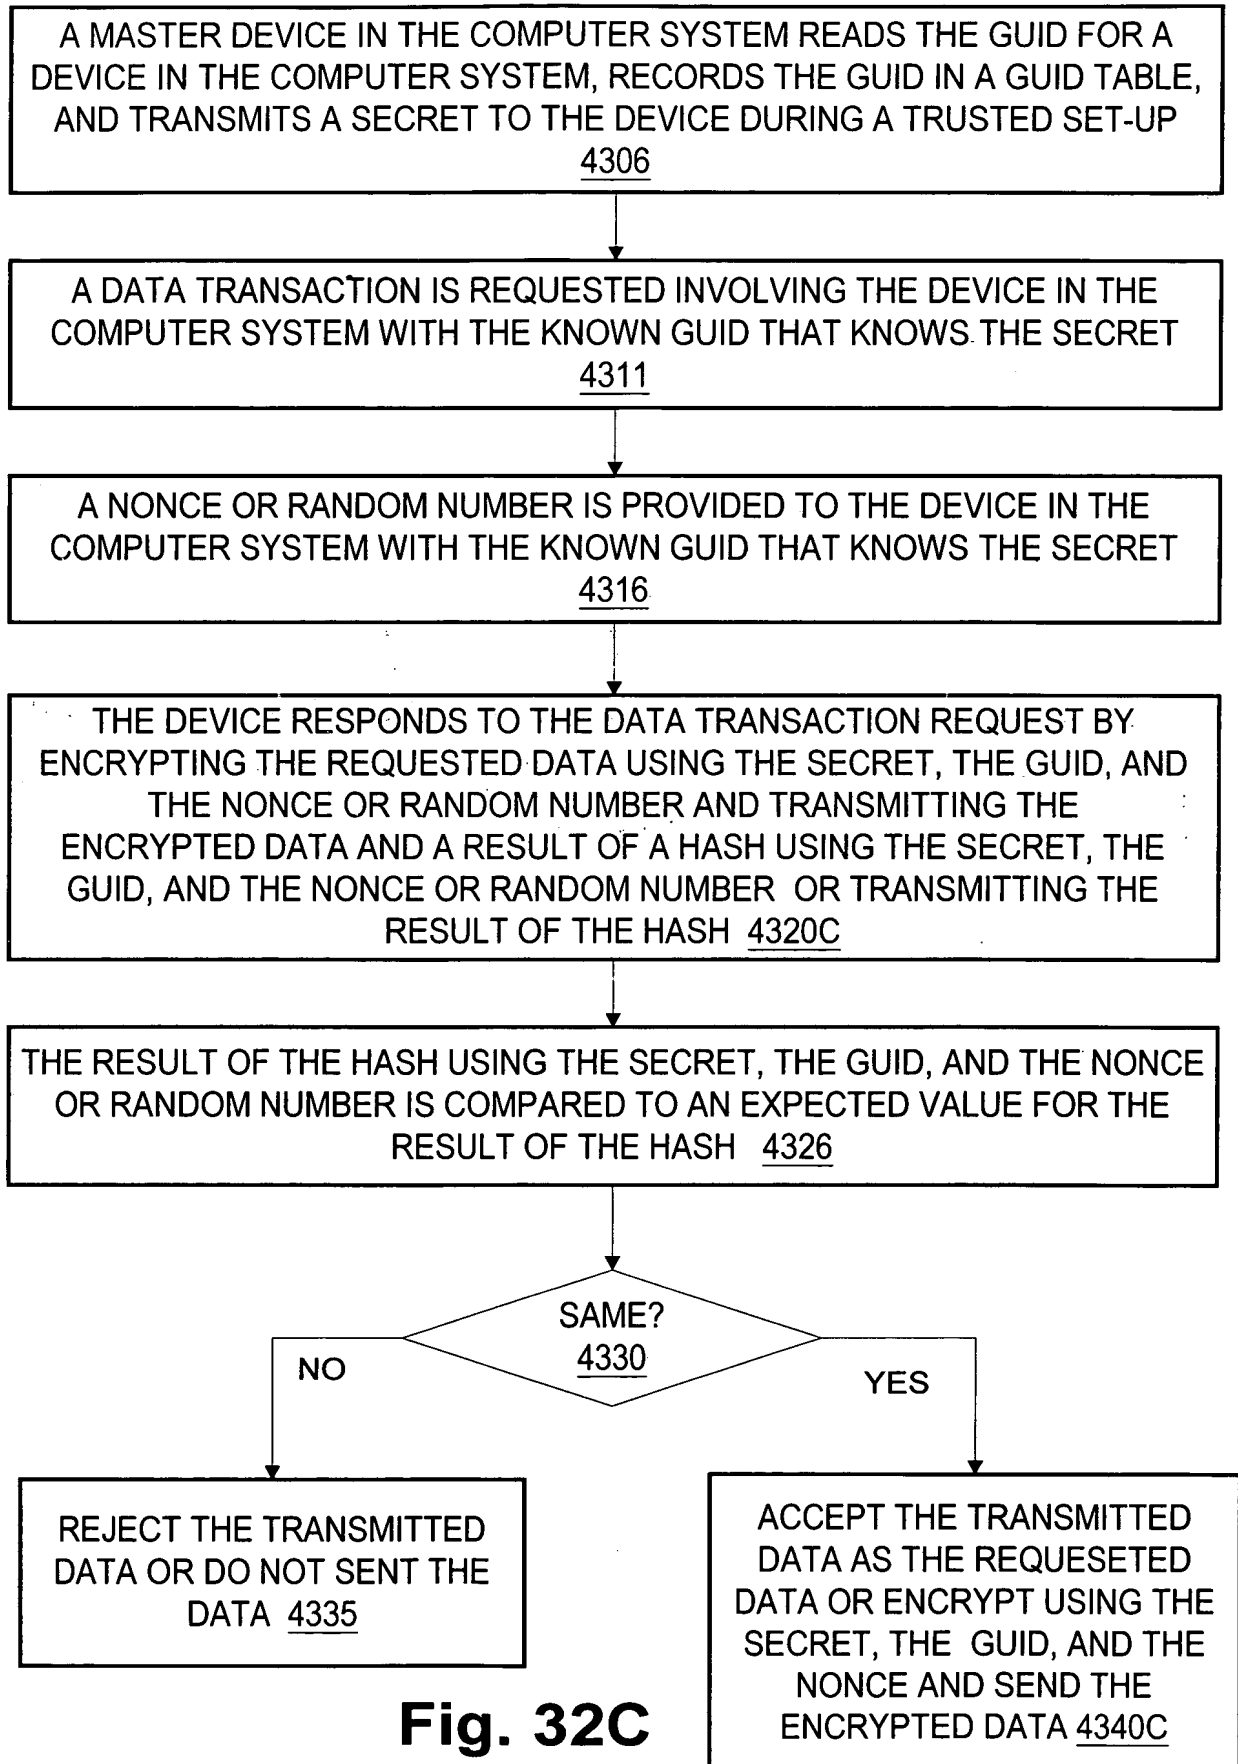 A MASTER DEVICE IN THE COMPUTER SYSTEM READS THE GUID FOR A
DEVICE IN THE COMPUTER SYSTEM, RECORDS THE GUID IN A GUID TABLE,
AND TRANSMITS A SECRET TO THE DEVICE DURING A TRUSTED SET-UP
4306
A DATA TRANSACTION IS REQUESTED INVOLVING THE DEVICE IN THE
COMPUTER SYSTEM WITH THE KNOWN GUID THAT KNOWS THE SECRET
4311
A NONCE OR RANDOM NUMBER IS PROVIDED TO THE DEVICE IN THE
COMPUTER SYSTEM WITH THE KNOWN GUID THAT KNOWS THE SECRET
4316
THE DEVICE RESPONDS TO THE DATA TRANSACTION REQUEST BY
ENCRYPTING THE REQUESTED DATA USING THE SECRET, THE GUID, AND
THE NONCE OR RANDOM NUMBER AND TRANSMITTING THE
ENCRYPTED DATA AND A RESULT OF A HASH USING THE SECRET, THE
GUID, AND THE NONCE OR RANDOM NUMBER OR TRANSMITTING THE
RESULT OF THE HASH 4320C
THE RESULT OF THE HASH USING THE SECRET, THE GUID, AND THE NONCE
OR RANDOM NUMBER IS COMPARED TO AN EXPECTED VALUE FOR THE
RESULT OF THE HASH 4326
SAME?
4330
NO
YES
REJECT THE TRANSMITTED
DATA OR DO NOT SENT THE
DATA 4335
ACCEPT THE TRANSMITTED
DATA AS THE REQUESETED
DATA OR ENCRYPT USING THE
SECRET, THE GUID, AND THE
NONCE AND SEND THE
ENCRYPTED DATA 4340C
Fig. 32C